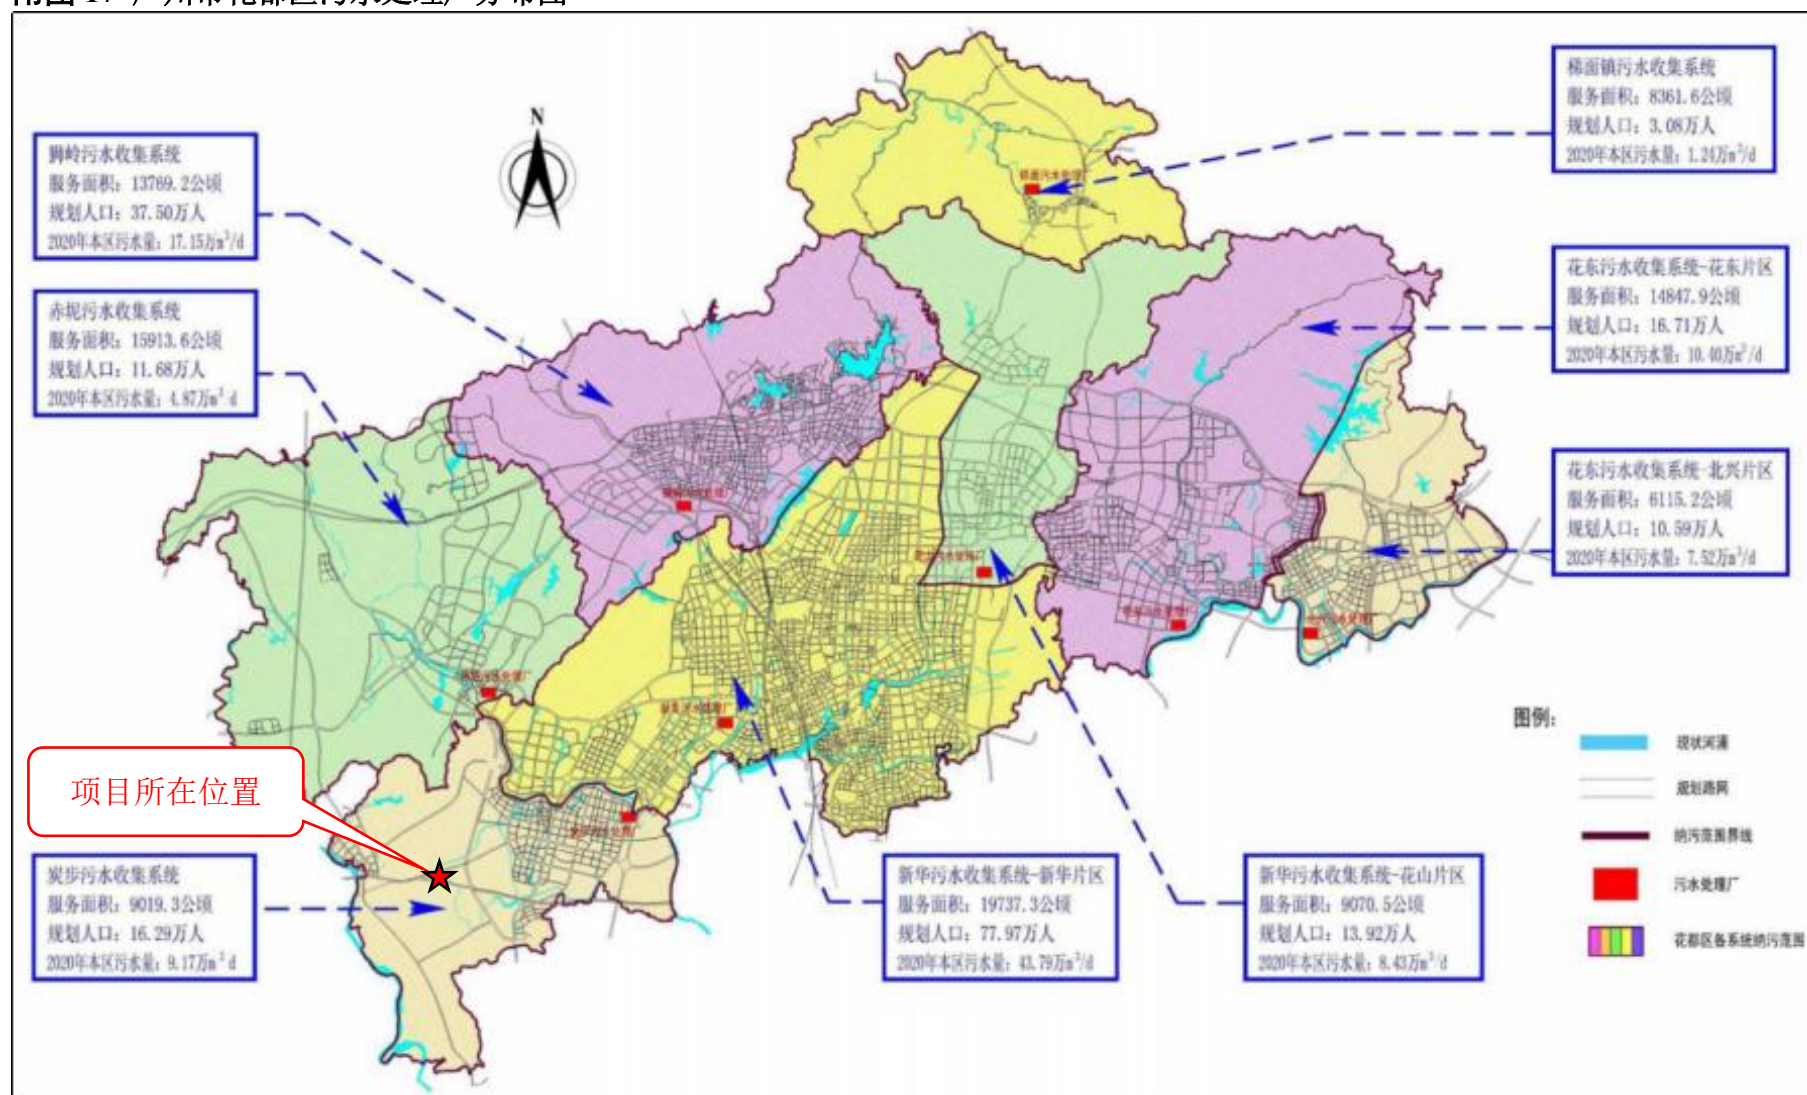 N
梯面镇污水收集系统
服务面积：8361.6公顷
规划人口：3.08万人
2020年本区污水量：1.24万m³/d
狮岭污水收集系统
服务面积：13769.2公顷
规划人口：37.50万人
2020年本区污水量：17.15万m³/d
花东污水收集系统-花东片区
服务面积：14847.9公顷
规划人口：16.71万人
2020年本区污水量：10.40万m³/d
赤坭污水收集系统
服务面积：15913.6公顷
规划人口：11.68万人
2020年本区污水量：4.87万m³ d
花东污水收集系统-北兴片区
服务面积：6115.2公顷
规划人口：10.59万人
2020年本区污水量：7.52万m³/d
项目所在位置
炭步污水收集系统
服务面积：9019.3公顷
规划人口：16.29万人
2020年本区污水量：9.17万m³ d
新华污水收集系统-新华片区
服务面积：19737.3公顷
规划人口：77.97万人
2020年本区污水量：43.79万m³/d
新华污水收集系统-花山片区
服务面积：9070.5公顷
规划人口：13.92万人
2020年本区污水量：8.43万m³/d
图例：
现状河涌
规划路网
纳污范围界线
污水处理厂
花都区各系统纳污范围